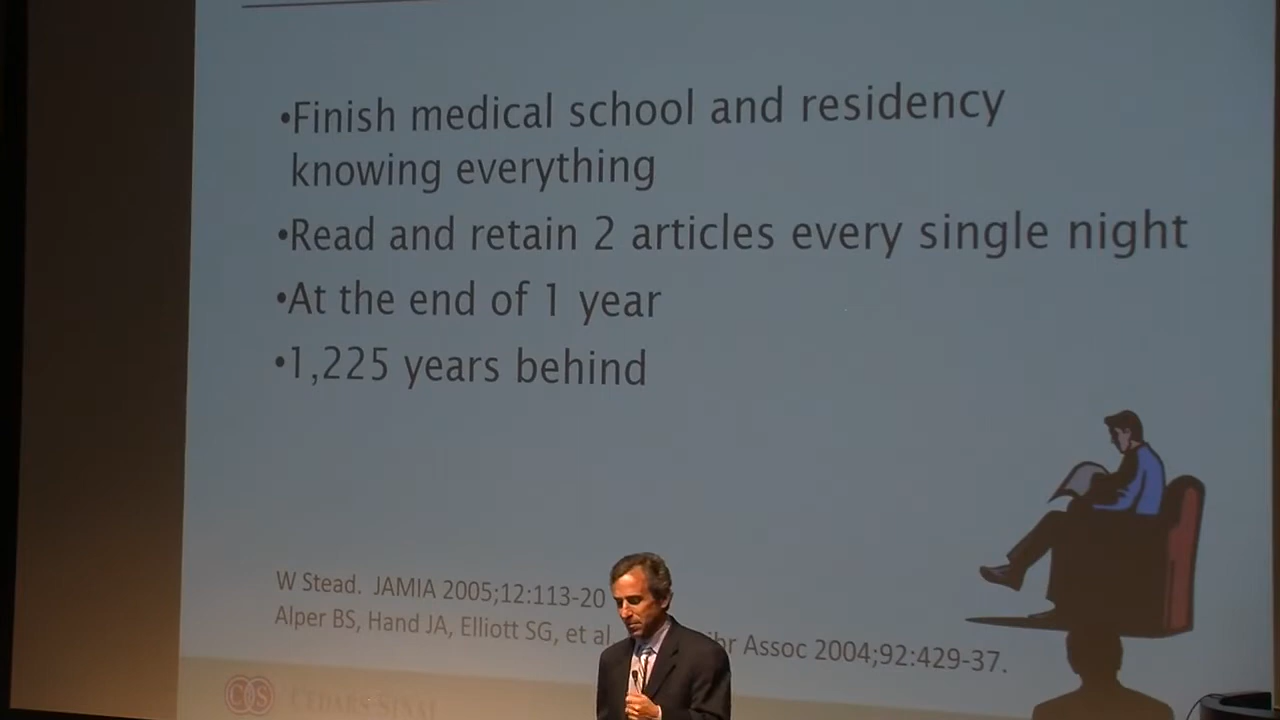 •Finish medical school and residency
knowing everything
•Read and retain 2 articles every single night
•At the end of 1 year
•1,225 years behind
W Stead. JAMIA 2005;12:113-20
Alper BS, Hand JA, Elliott SG, et al Assoc 2004;92:429-37.
CEDARS-SINAI